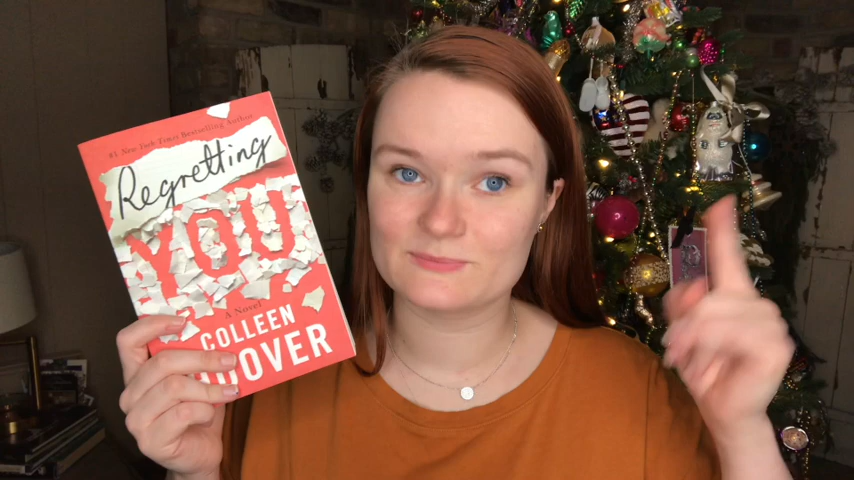 #1 New York Times Bestselling Author
Regretting
YOU
A Novel
COLLEEN
HOOVER